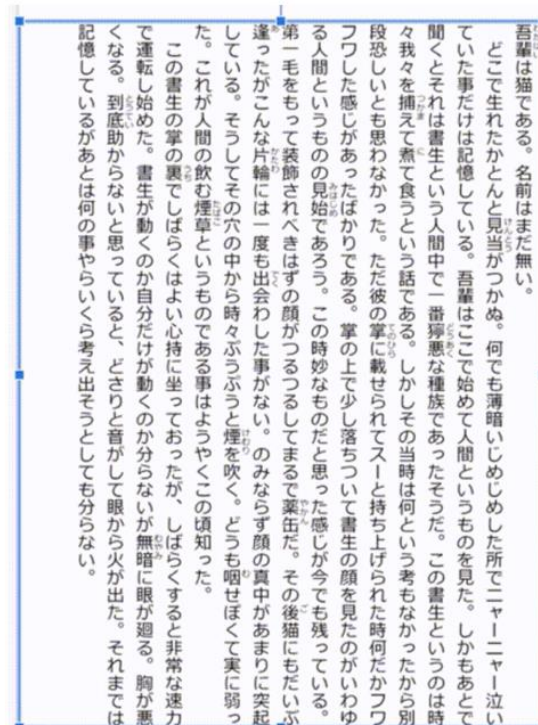 吾輩は猫である。名前はまだ無い。
どこで生れたかとんと見当がつかぬ。何でも薄暗いじめじめした所でニャーニャー泣い
ていた事だけは記憶している。吾輩はここで始めて人間というものを見た。しかもあとで
聞くとそれは書生という人間中で一番獰悪な種族であったそうだ。この書生というのは時
々我々を捕えて煮て食うという話である。しかしその当時は何という考もなかったから別
段恐しいとも思わなかった。ただ彼の掌に載せられてスーと持ち上げられた時何だかフワ
フワした感じがあったばかりである。掌の上で少し落ちついて書生の顔を見たのがいわゆ
る人間というものの見始であろう。この時妙なものだと思った感じが今でも残っている。
第一毛をもって装飾されべきはずの顔がつるつるしてまるで薬缶だ。その後猫にもだいぶ
逢ったがこんな片輪には一度も出会わした事がない。のみならず顔の真中があまりに突起
している。そうしてその穴の中から時々ぷうぷうと煙を吹く。どうも咽せぽくて実に弱っ
た。これが人間の飲む煙草というものである事はようやくこの頃知った。
この書生の掌の裏でしばらくはよい心持に坐っておったが、しばらくすると非常な速力
で運転し始めた。書生が動くのか自分だけが動くのか分らないが無暗に眼が廻る。胸が悪
くなる。到底助からないと思っていると、どさりと音がして眼から火が出た。それまでは
記憶しているがあとは何の事やらいくら考え出そうとしても分らない。